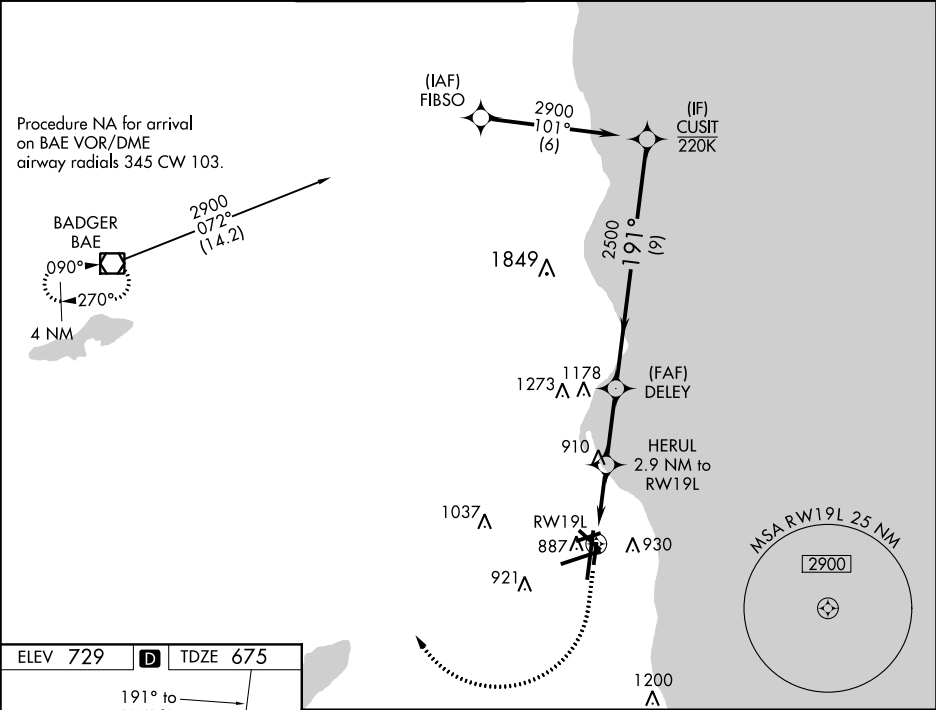 (IAF)
FIBSO
2900
101°
(6)
(IF)
CUSIT
220K
Procedure NA for arrival
on BAE VOR/DME
airway radials 345 CW 103.
2900
072°
(14.2)
BADGER
BAE
090°
270°
4 NM
2500
191°
(9)
1849
1273
1178
(FAF)
DELEY
910
HERUL
2.9 NM to
RW19L
1037
RW19L
887
930
921
MSA RW19L 25 NM
2900
1200
ELEV 729 D TDZE 675
191° to